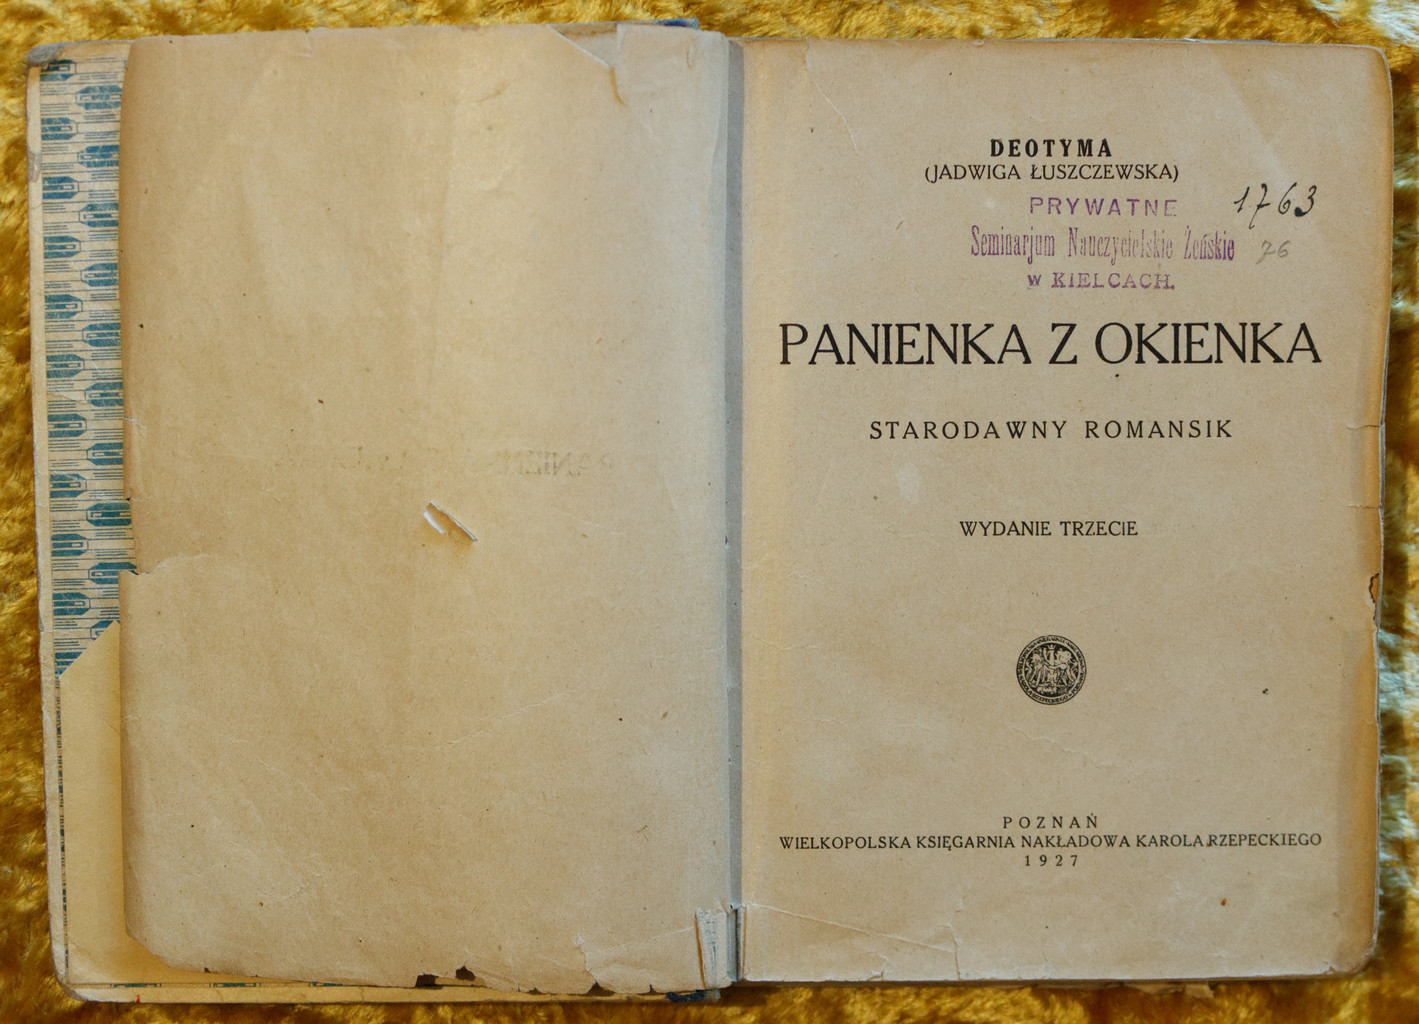 DEOTYMA
(JADWIGA ŁUSZCZEWSKA)
PRYWATNE
1763
Seminarjum Nauczycielskie Żeńskie
76
w KIELCACH.
PANIENKA Z OKIENKA
STARODAWNY ROMANSIK
WYDANIE TRZECIE
POZNAŃ
WIELKOPOLSKA KSIĘGARNIA NAKŁADOWA KAROLA RZEPECKIEGO
1927